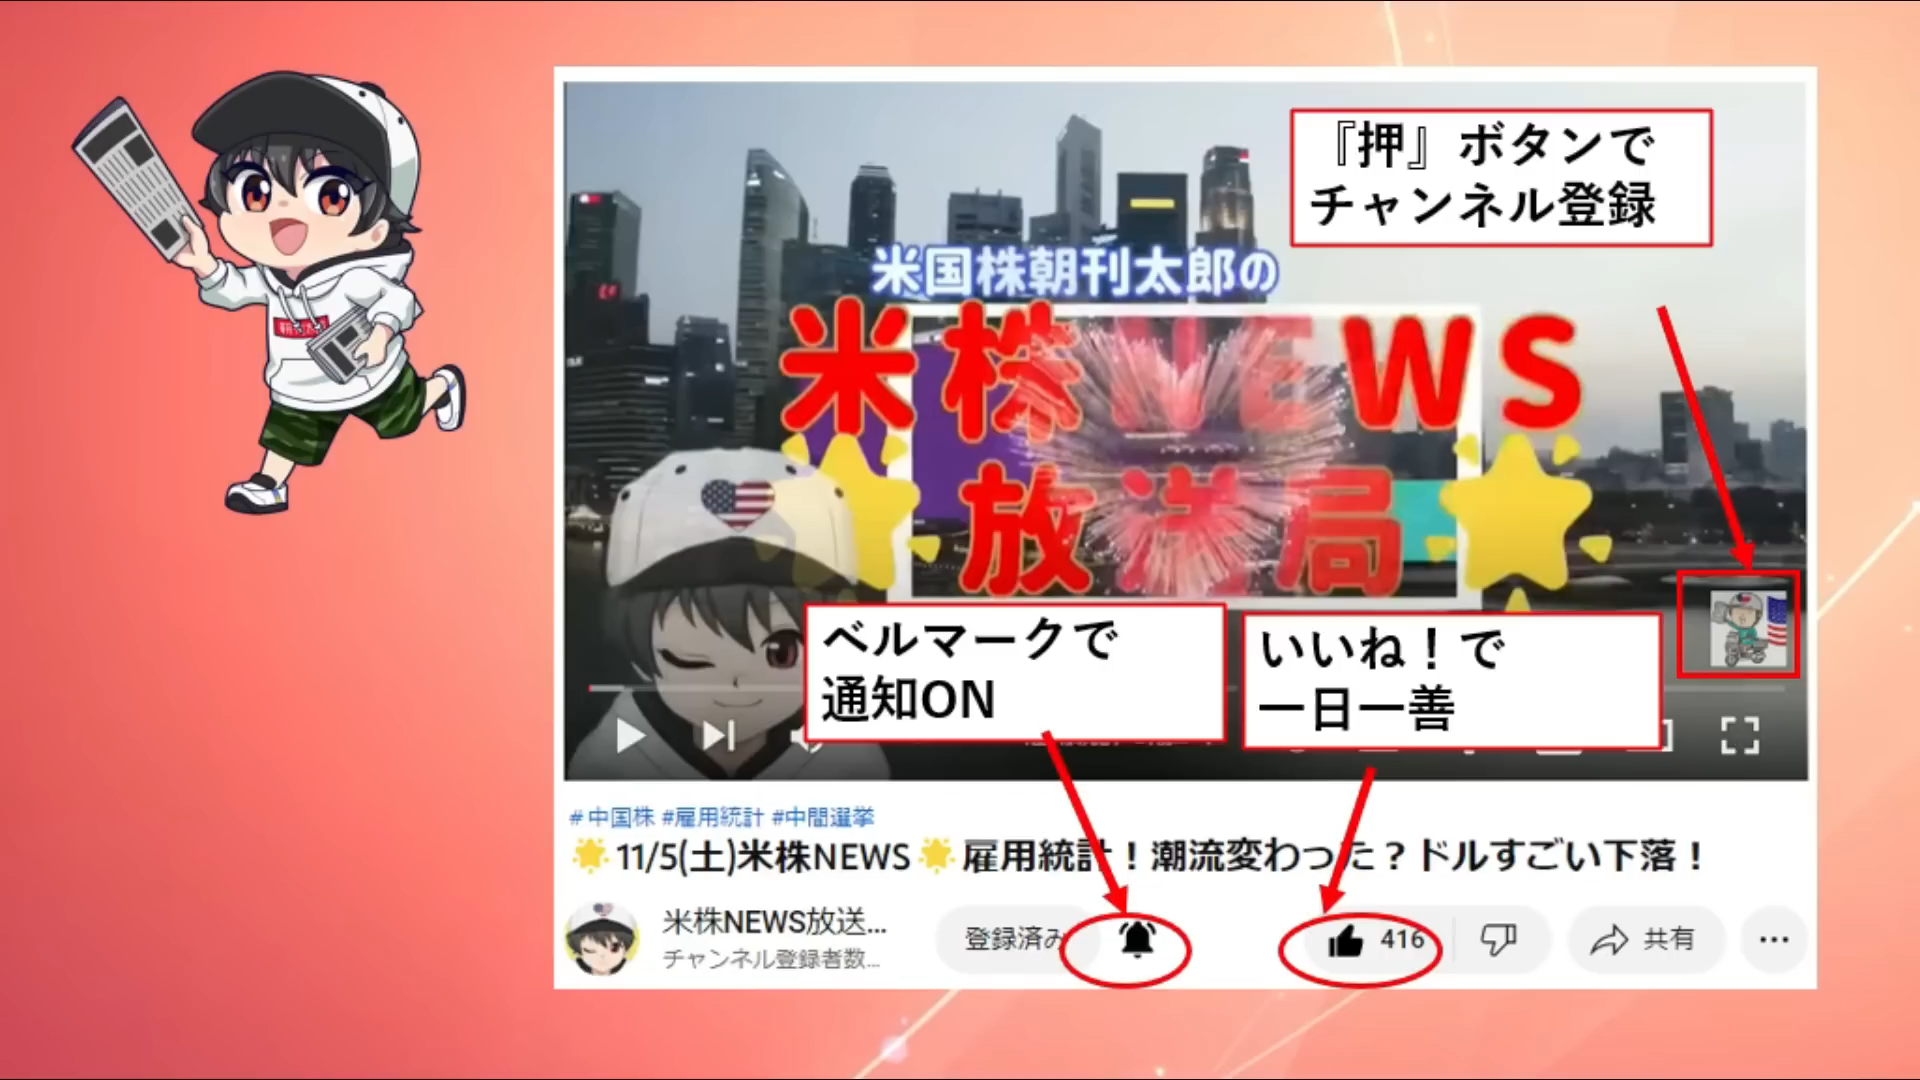 『押』ボタンで
チャンネル登録
米国株朝刊太郎の
米株NEWS
放送局
ベルマークで
通知ON
いいね！で
一日一善
#中国株 #雇用統計 #中間選挙
11/5(土)米株NEWS 雇用統計！潮流変わった？ドルすごい下落！
米株NEWS放送...
チャンネル登録者数...
登録済み
416
共有